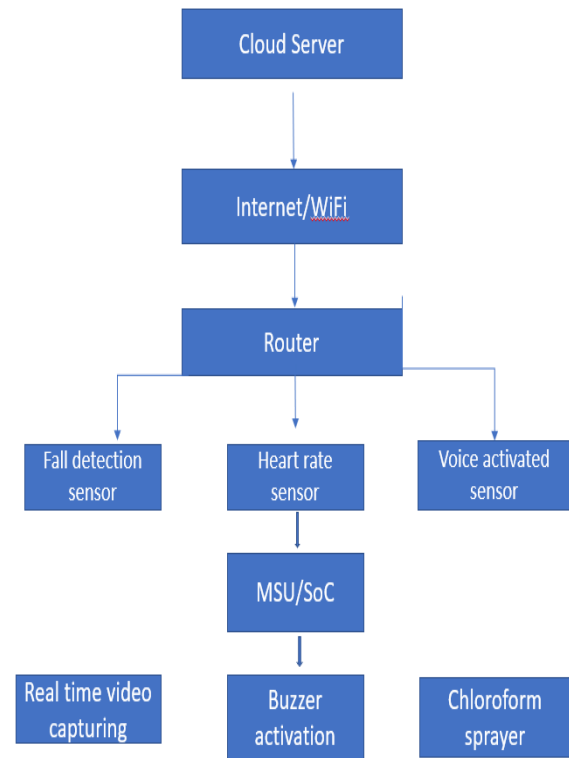 Cloud Server
Internet/WiFi
Router
Fall detection
sensor
Heart rate
sensor
Voice activated
sensor
MSU/SoC
Real time video
capturing
Buzzer
activation
Chloroform
sprayer